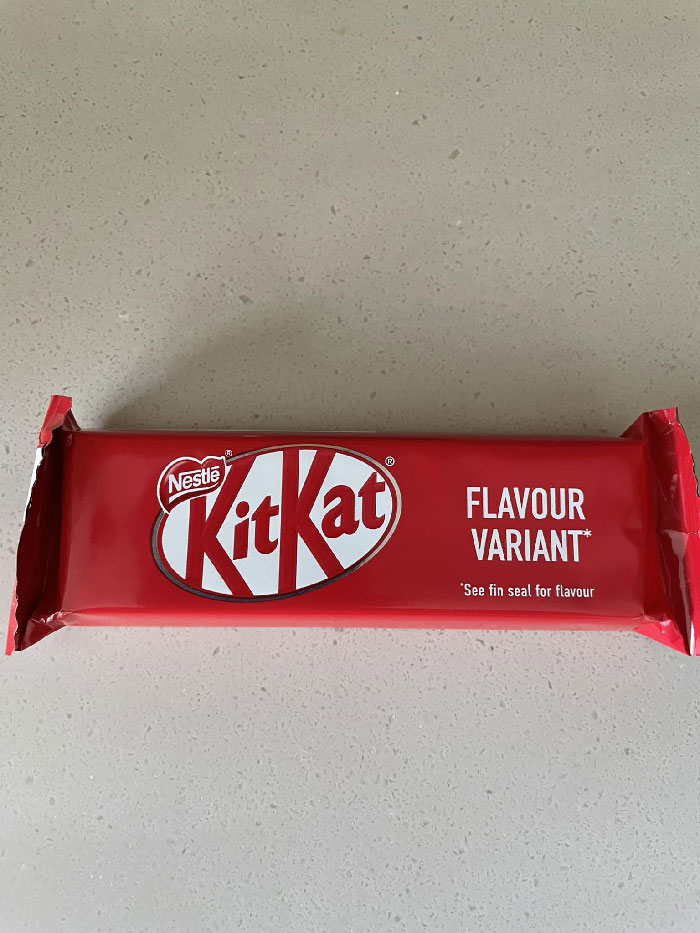 Nestlé®
KitKat®
FLAVOUR
VARIANT*
*See fin seal for flavour